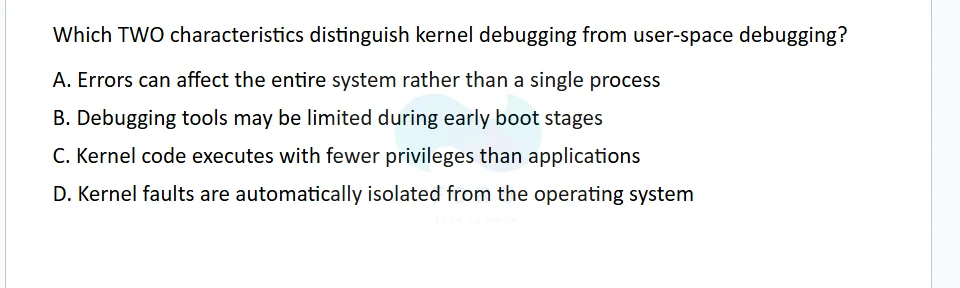 Which TWO characteristics distinguish kernel debugging from user-space debugging?
A. Errors can affect the entire system rather than a single process
B. Debugging tools may be limited during early boot stages
C. Kernel code executes with fewer privileges than applications
D. Kernel faults are automatically isolated from the operating system